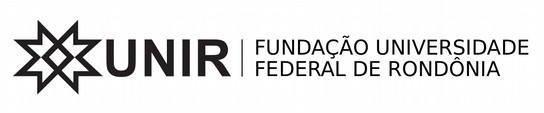 UNIR
FUNDAÇÃO UNIVERSIDADE
FEDERAL DE RONDÔNIA